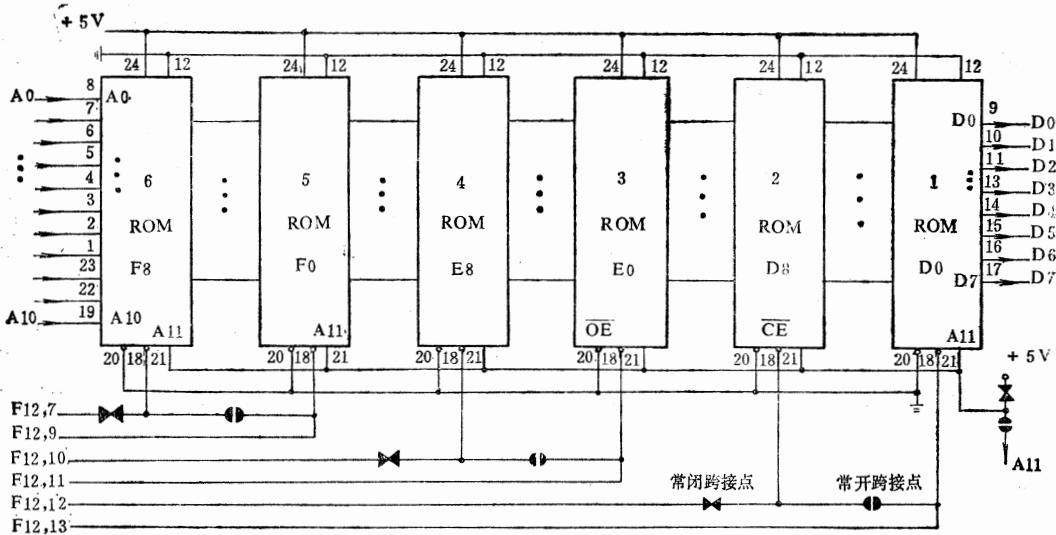 + 5V
24 12 24 12 24 12 24 12 24 12 24 12
A0 8 A0 D0 9 D0
7 10 D1
6 11 D2
5 13 D3
4 6 5 4 3 2 1 14
3 ROM ROM ROM ROM ROM ROM 15 D5
2 16 D6
1 F8 F0 E8 E0 D8 D0 17 D7 D7
23
22
A10 19 A10 A11 A11 OE CE A11
20 18 21 20 18 21 20 18 21 20 18 21 20 18 21 20 18 21
+ 5V
F12,7
F12,9
F12,10
A11
F12,11
F12,12 常闭跨接点 常开跨接点
F12,13